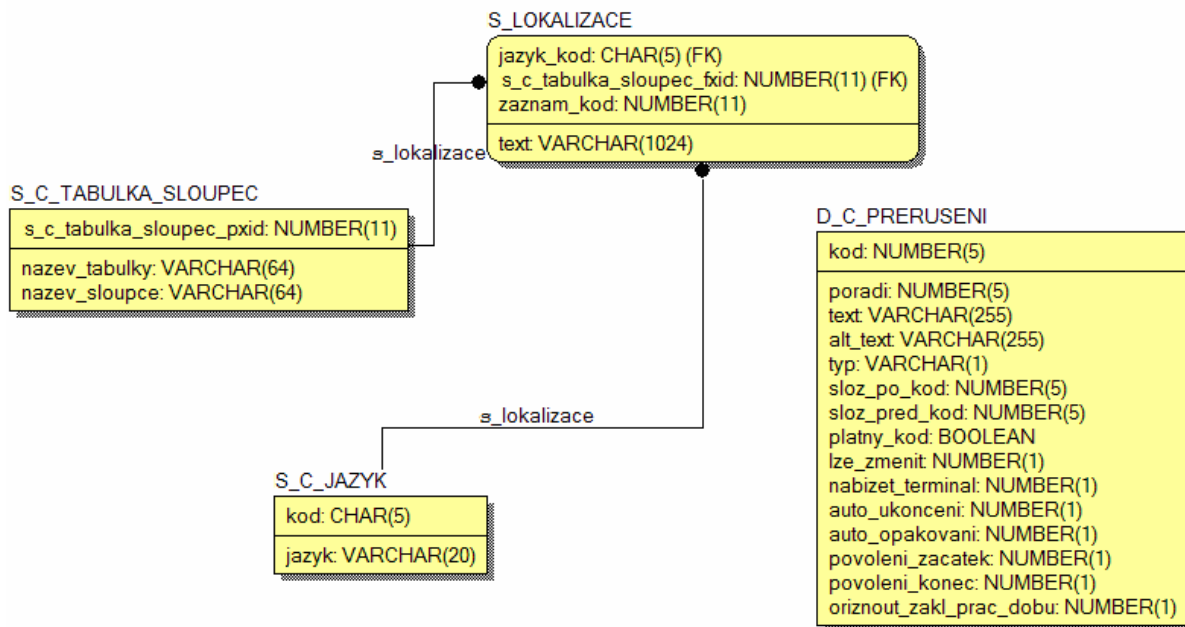 S_LOKALIZACE
jazyk_kod: CHAR(5) (FK)
s_c_tabulka_sloupec_fxid: NUMBER(11) (FK)
zaznam_kod: NUMBER(11)
text: VARCHAR(1024)
s_lokalizace
S_C_TABULKA_SLOUPEC
s_c_tabulka_sloupec_pxid: NUMBER(11)
nazev_tabulky: VARCHAR(64)
nazev_sloupce: VARCHAR(64)
s_lokalizace
S_C_JAZYK
kod: CHAR(5)
jazyk: VARCHAR(20)
D_C_PRERUSENI
kod: NUMBER(5)
poradi: NUMBER(5)
text: VARCHAR(255)
alt_text: VARCHAR(255)
typ: VARCHAR(1)
sloz_po_kod: NUMBER(5)
sloz_pred_kod: NUMBER(5)
platny_kod: BOOLEAN
lze_zmenit: NUMBER(1)
nabizet_terminal: NUMBER(1)
auto_ukonceni: NUMBER(1)
auto_opakovani: NUMBER(1)
povoleni_zacatek: NUMBER(1)
povoleni_konec: NUMBER(1)
oriznout_zakl_prac_dobu: NUMBER(1)